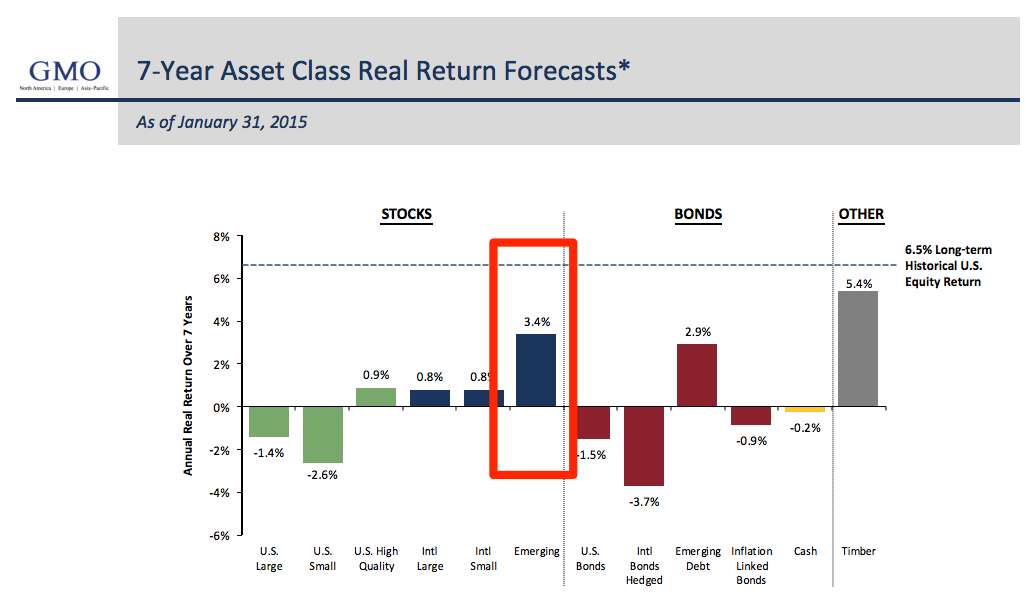 GMO
North America | Europe | Asia-Pacific
7-Year Asset Class Real Return Forecasts*
As of January 31, 2015
STOCKS
BONDS
OTHER
8%
6%
4%
2%
0%
-2%
-4%
-6%
Annual Real Return Over 7 Years
6.5% Long-term
Historical U.S.
Equity Return
-1.4%
-2.6%
0.9%
0.8%
0.8%
3.4%
-1.5%
-3.7%
2.9%
-0.9%
-0.2%
5.4%
U.S.
Large
U.S.
Small
U.S. High
Quality
Intl
Large
Intl
Small
Emerging
U.S.
Bonds
Intl
Bonds
Hedged
Emerging
Debt
Inflation
Linked
Bonds
Cash
Timber